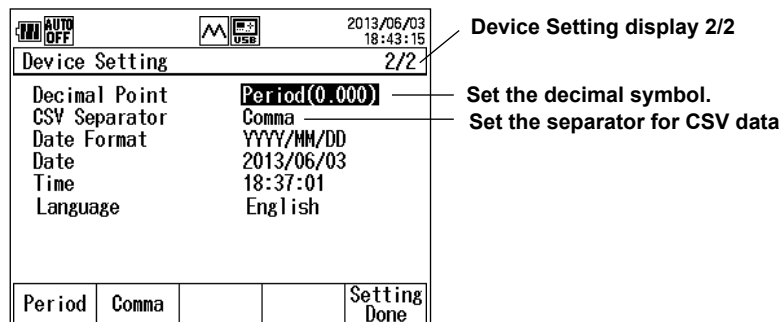 AUTO OFF USB 2013/06/03 18:43:15
Device Setting 2/2
Device Setting display 2/2
Decimal Point Period(0.000)
Set the decimal symbol.
CSV Separator Comma
Set the separator for CSV data
Date Format YYYY/MM/DD
Date 2013/06/03
Time 18:37:01
Language English
Period Comma Setting Done